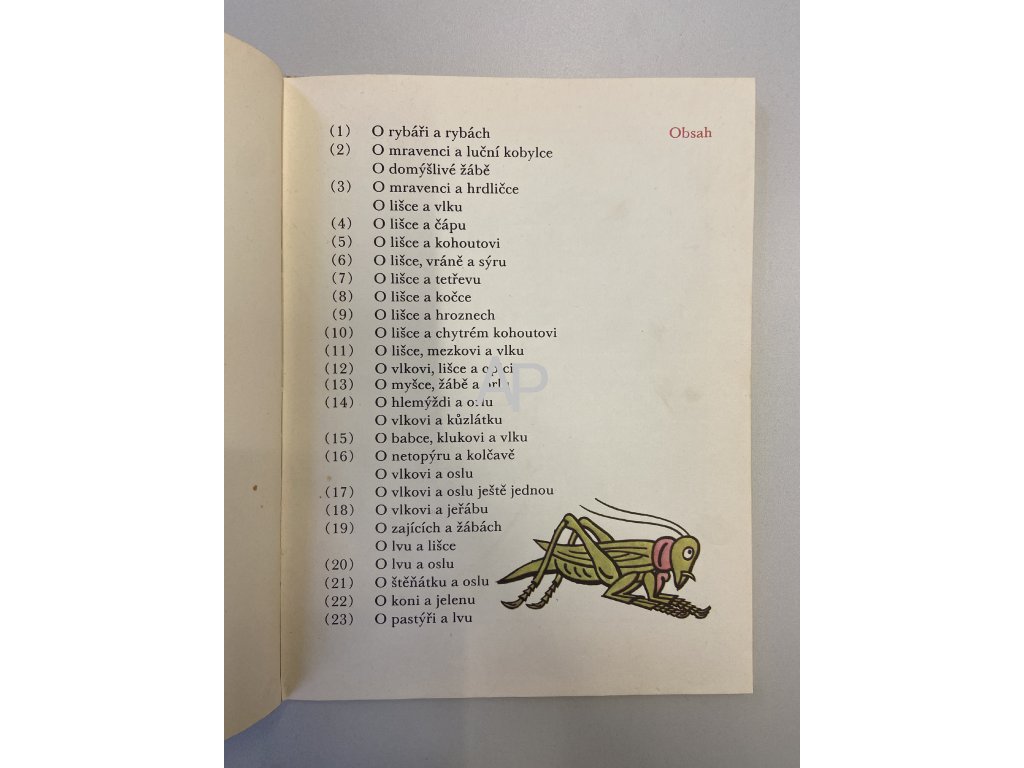 Obsah
(1) O rybáři a rybách
(2) O mravenci a luční kobylce
O domýšlivé žábě
(3) O mravenci a hrdličce
O lišce a vlku
(4) O lišce a čápu
(5) O lišce a kohoutovi
(6) O lišce, vráně a sýru
(7) O lišce a tetřevu
(8) O lišce a kočce
(9) O lišce a hroznech
(10) O lišce a chytrém kohoutovi
(11) O lišce, mezkovi a vlku
(12) O vlkovi, lišce a opici
(13) O myšce, žábě a orlu
(14) O hlemýždi a oslu
O vlkovi a kůzlátku
(15) O babce, klukovi a vlku
(16) O netopýru a kolčavě
O vlkovi a oslu
(17) O vlkovi a oslu ještě jednou
(18) O vlkovi a jeřábu
(19) O zajících a žábách
O lvu a lišce
(20) O lvu a oslu
(21) O štěňátku a oslu
(22) O koni a jelenu
(23) O pastýři a lvu
AP